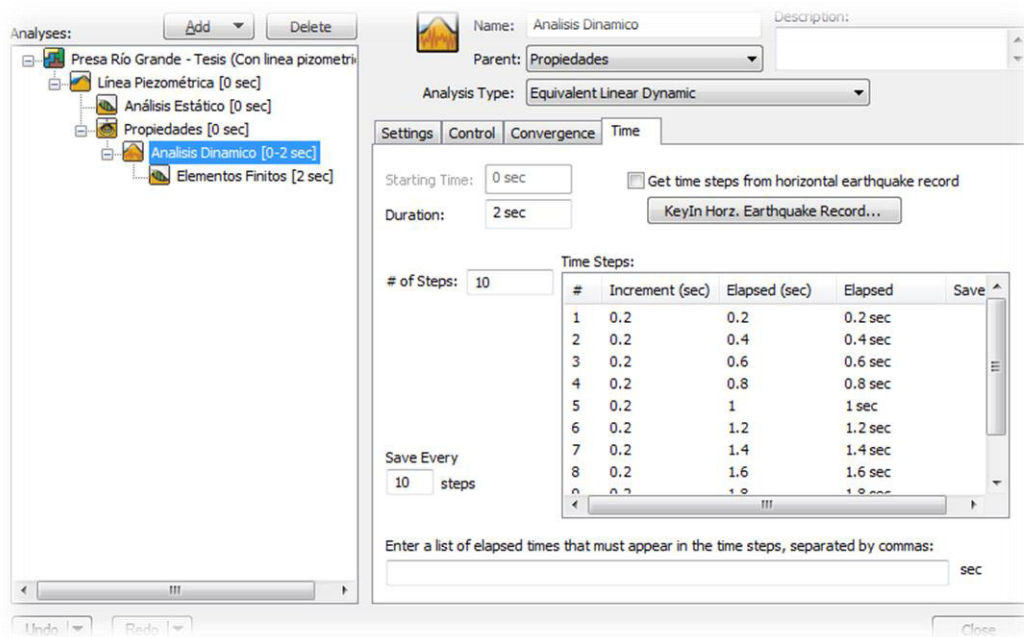 Analyses:
Add
Delete
Presa Río Grande - Tesis (Con linea pizometri
Línea Piezométrica [0 sec]
Análisis Estático [0 sec]
Propiedades [0 sec]
Analisis Dinamico [0-2 sec]
Elementos Finitos [2 sec]
Undo
Redo
Name: Analisis Dinamico
Description:
Parent: Propiedades
Analysis Type: Equivalent Linear Dynamic
Settings Control Convergence Time
Starting Time: 0 sec
Get time steps from horizontal earthquake record
Duration: 2 sec
KeyIn Horz. Earthquake Record...
# of Steps: 10
Time Steps:
# Increment (sec) Elapsed (sec) Elapsed Save
1 0.2 0.2 0.2 sec
2 0.2 0.4 0.4 sec
3 0.2 0.6 0.6 sec
4 0.2 0.8 0.8 sec
5 0.2 1 1 sec
6 0.2 1.2 1.2 sec
7 0.2 1.4 1.4 sec
8 0.2 1.6 1.6 sec
9 0.2 1.8 1.8 sec
Save Every
10 steps
Enter a list of elapsed times that must appear in the time steps, separated by commas:
sec
Close